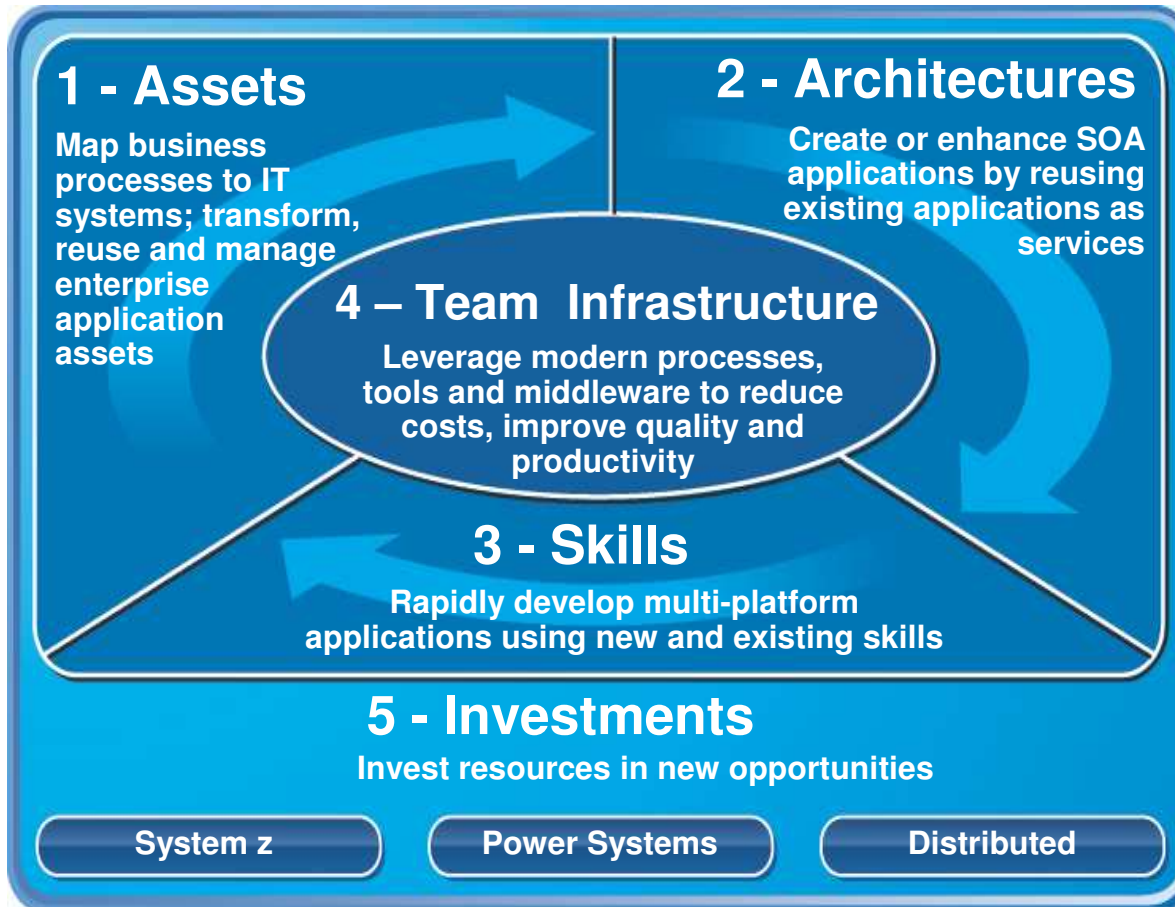 1 - Assets
Map business
processes to IT
systems; transform,
reuse and manage
enterprise
application
assets
2 - Architectures
Create or enhance SOA
applications by reusing
existing applications as
services
4 – Team Infrastructure
Leverage modern processes,
tools and middleware to reduce
costs, improve quality and
productivity
3 - Skills
Rapidly develop multi-platform
applications using new and existing skills
5 - Investments
Invest resources in new opportunities
System z
Power Systems
Distributed